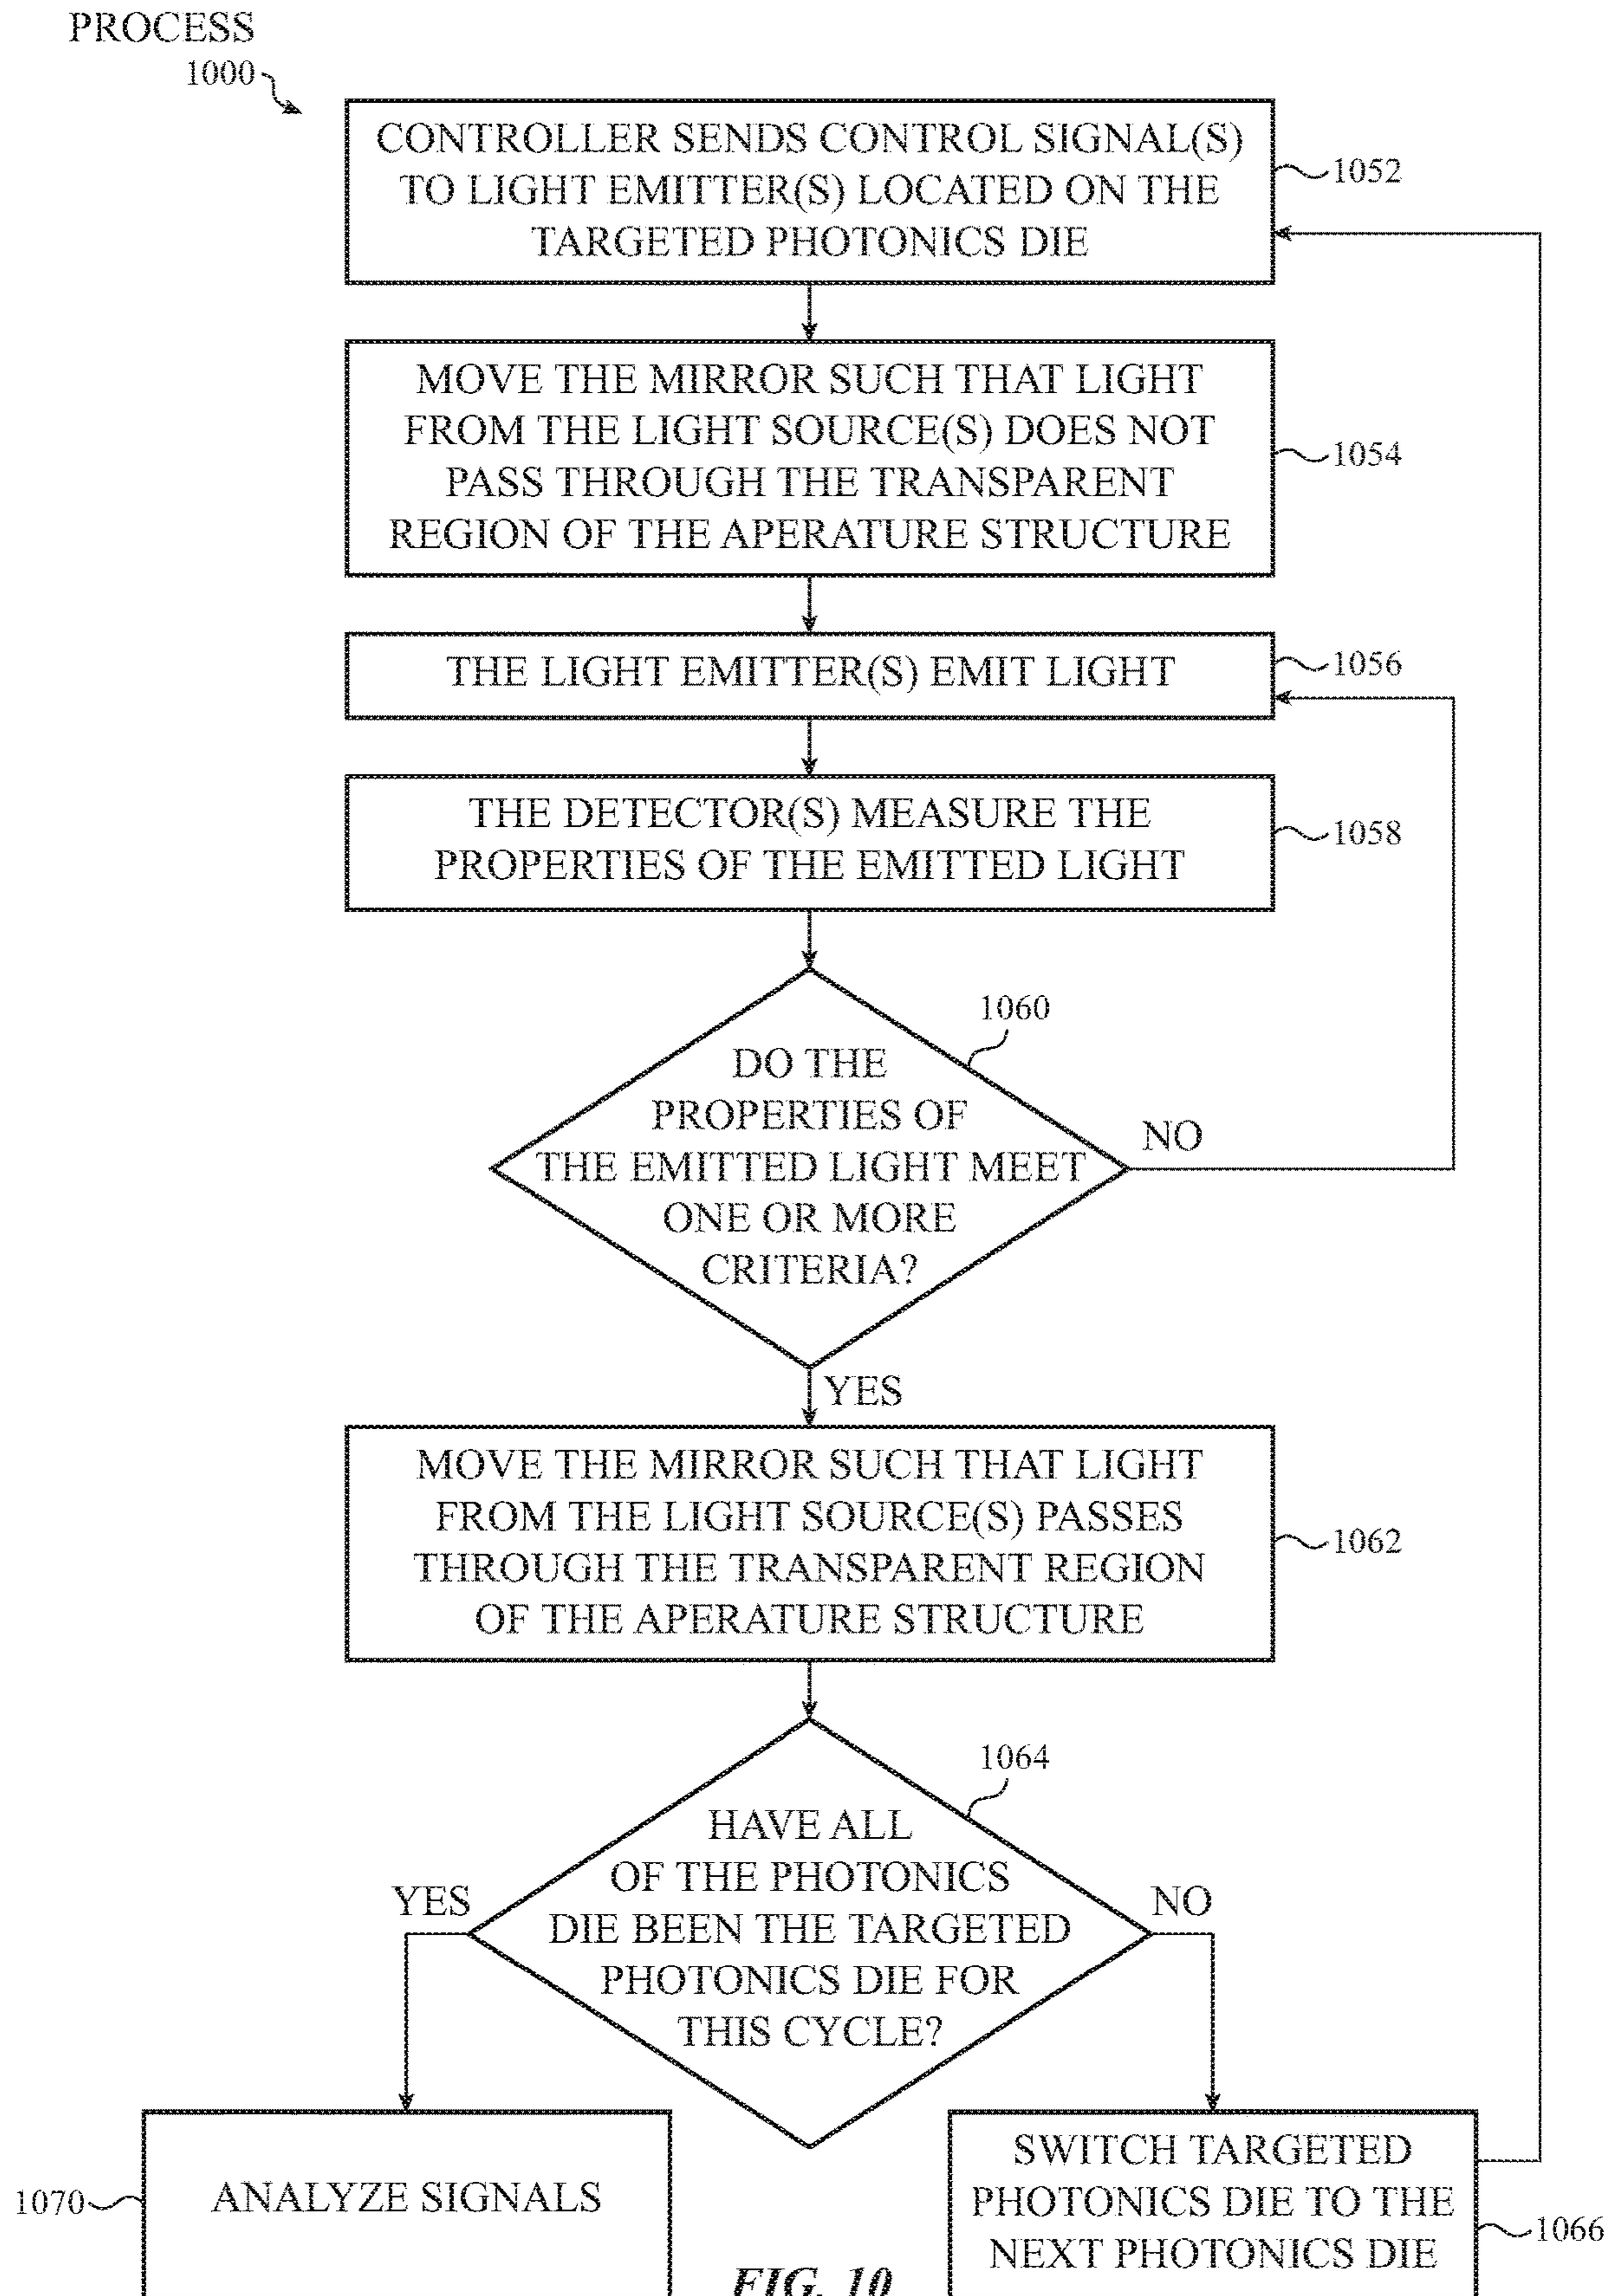 PROCESS
1000
CONTROLLER SENDS CONTROL SIGNAL(S)
TO LIGHT EMITTER(S) LOCATED ON THE
TARGETED PHOTONICS DIE
1052
MOVE THE MIRROR SUCH THAT LIGHT
FROM THE LIGHT SOURCE(S) DOES NOT
PASS THROUGH THE TRANSPARENT
REGION OF THE APERATURE STRUCTURE
1054
THE LIGHT EMITTER(S) EMIT LIGHT
1056
THE DETECTOR(S) MEASURE THE
PROPERTIES OF THE EMITTED LIGHT
1058
1060
DO THE
PROPERTIES OF
THE EMITTED LIGHT MEET
ONE OR MORE
CRITERIA?
NO
YES
MOVE THE MIRROR SUCH THAT LIGHT
FROM THE LIGHT SOURCE(S) PASSES
THROUGH THE TRANSPARENT REGION
OF THE APERATURE STRUCTURE
1062
1064
HAVE ALL
OF THE PHOTONICS
DIE BEEN THE TARGETED
PHOTONICS DIE FOR
THIS CYCLE?
YES
NO
1070
ANALYZE SIGNALS
SWITCH TARGETED
PHOTONICS DIE TO THE
NEXT PHOTONICS DIE
1066
FIG. 10